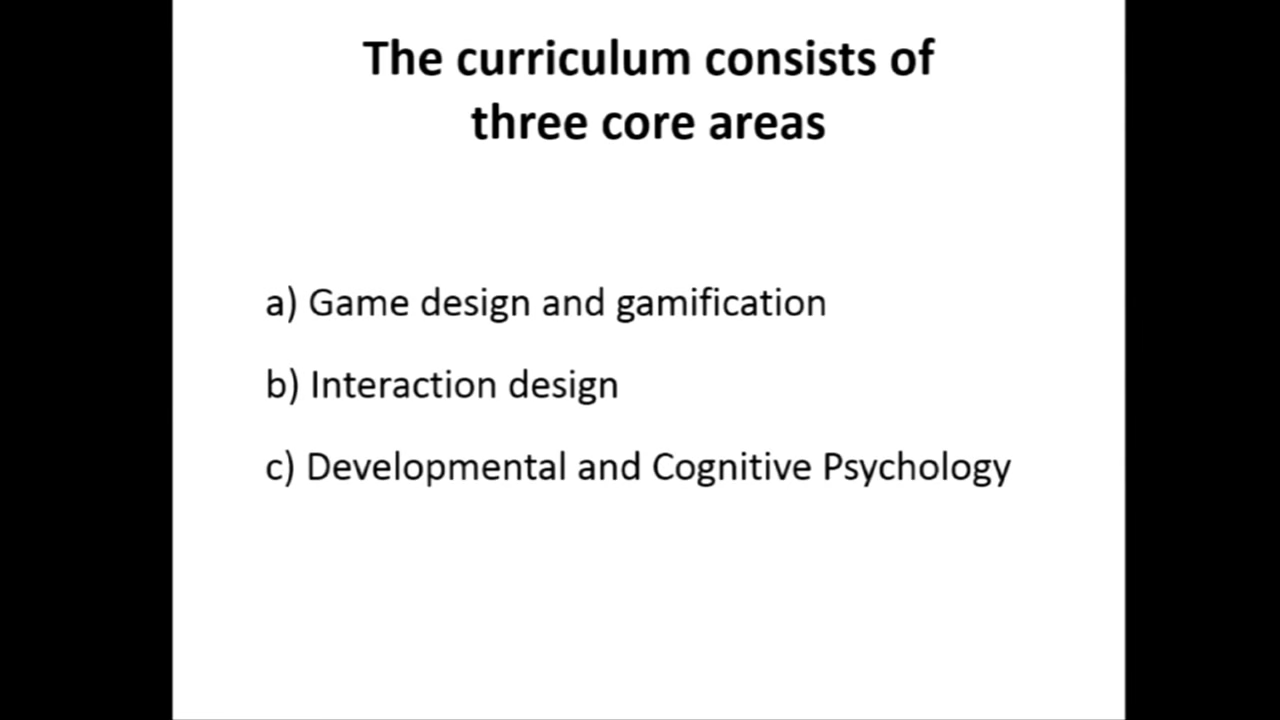 The curriculum consists of
three core areas
a) Game design and gamification
b) Interaction design
c) Developmental and Cognitive Psychology